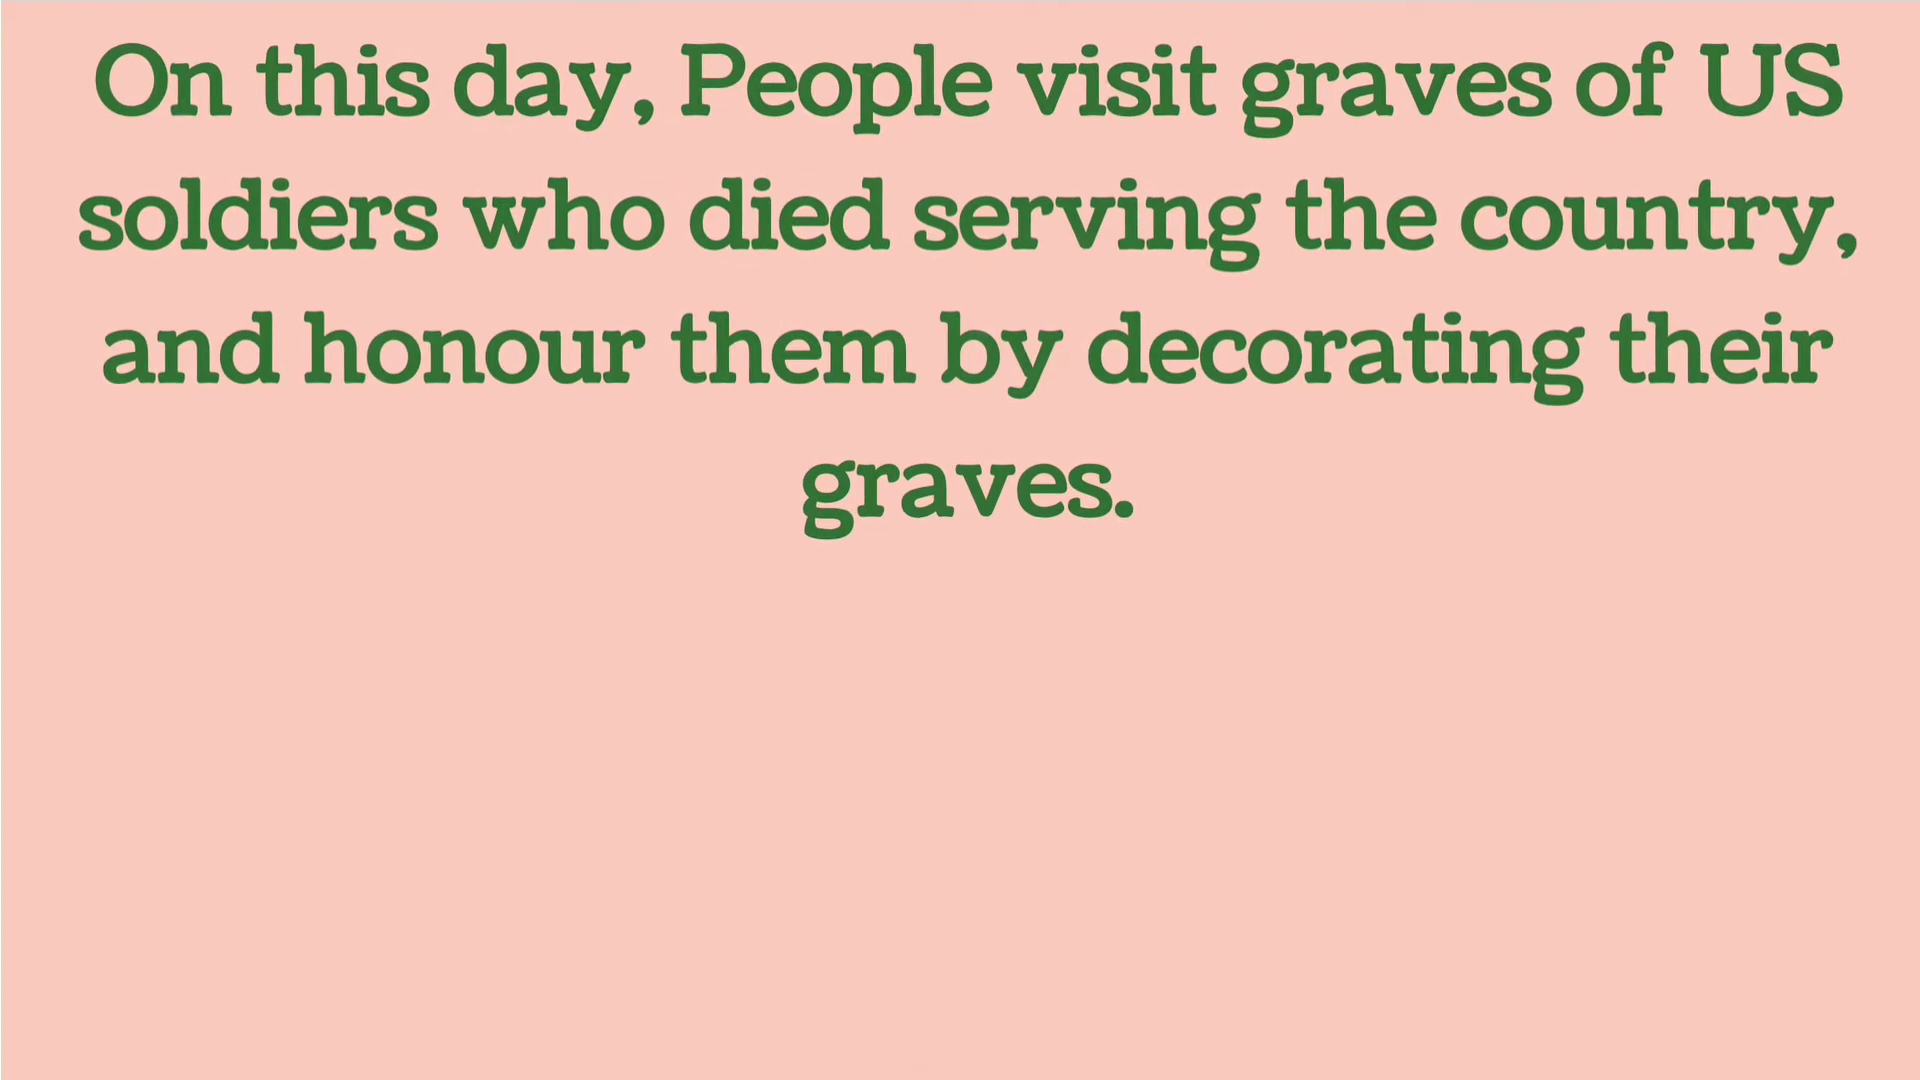 On this day, People visit graves of US
soldiers who died serving the country,
and honour them by decorating their
graves.